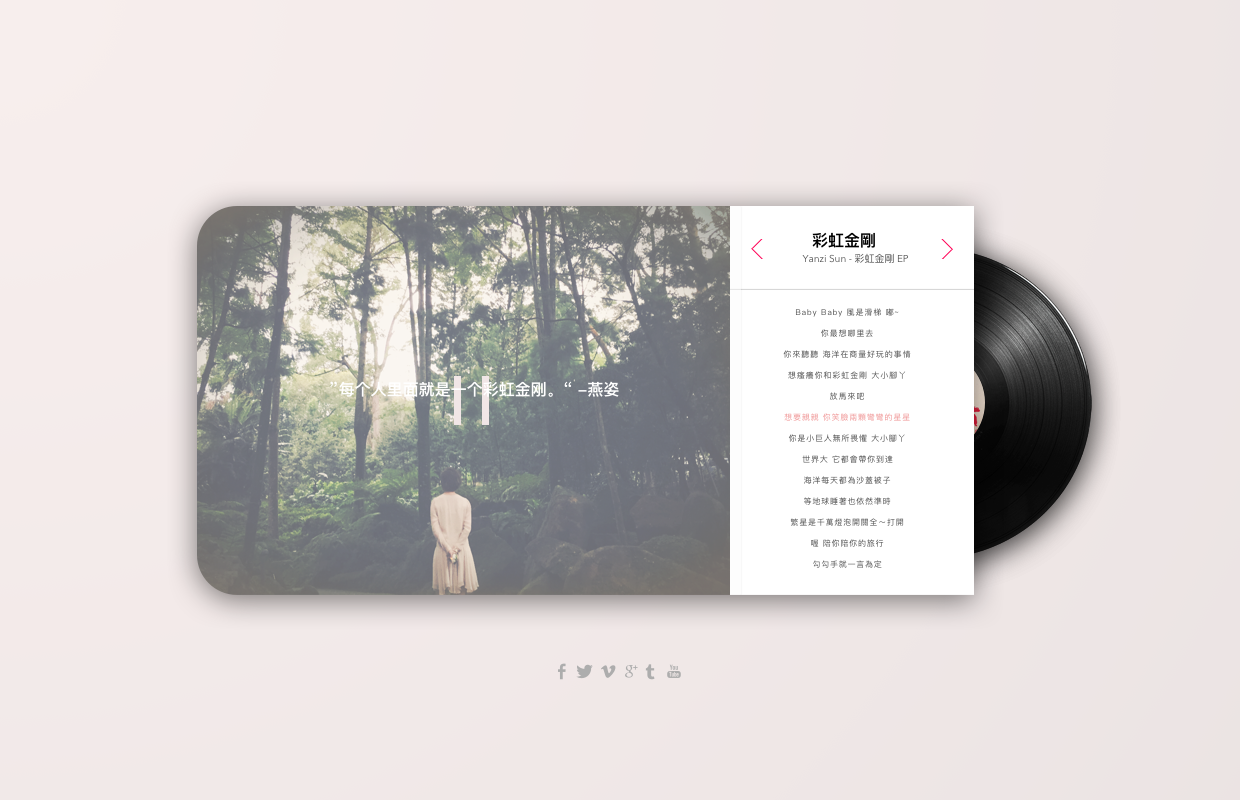 ”每个人里面就是一个彩虹金刚。“ –燕姿
彩虹金剛
Yanzi Sun - 彩虹金剛 EP
Baby Baby 風是滑梯 嘟~
你最想聊里去
你來聽聽 海洋在商量好玩的事情
想搔癢你和彩虹金剛 大小腳丫
放馬來吧
想要親親 你笑臉兩顆彎彎的星星
你是小巨人無所畏懼 大小腳丫
世界大 它都會帶你到達
海洋每天都為沙蓋被子
等地球睡著也依然準時
繁星是千萬燈泡開關全～打開
喔 陪你陪你的旅行
勾勾手就一言為定
You
Tube